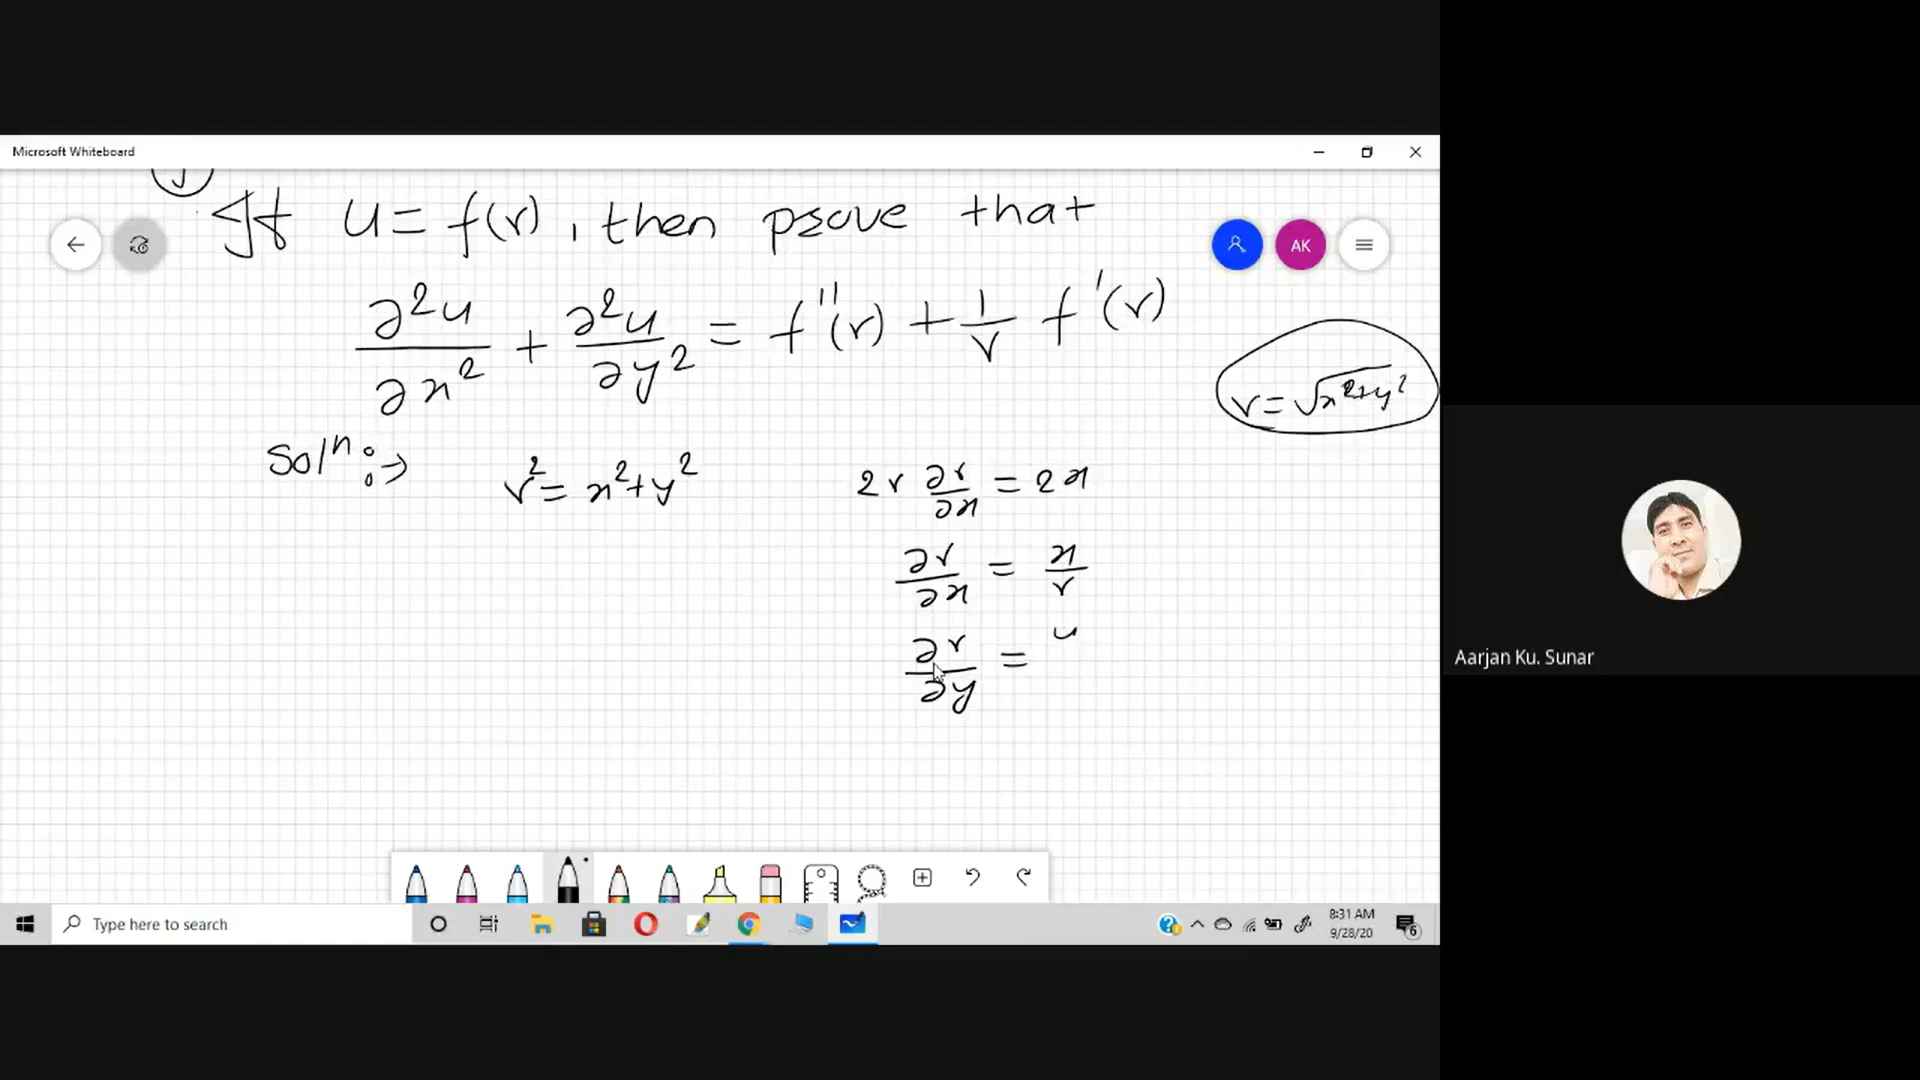 Microsoft Whiteboard
If u = f(r), then prove that
∂²u/∂x² + ∂²u/∂y² = f''(r) + 1/r f'(r)
r = √x²+y²
AK
Solⁿ :→
r² = x²+y²
2r ∂r/∂x = 2x
∂r/∂x = x/r
∂r/∂y =
Aarjan Ku. Sunar
Type here to search
8:31 AM
9/28/20
6